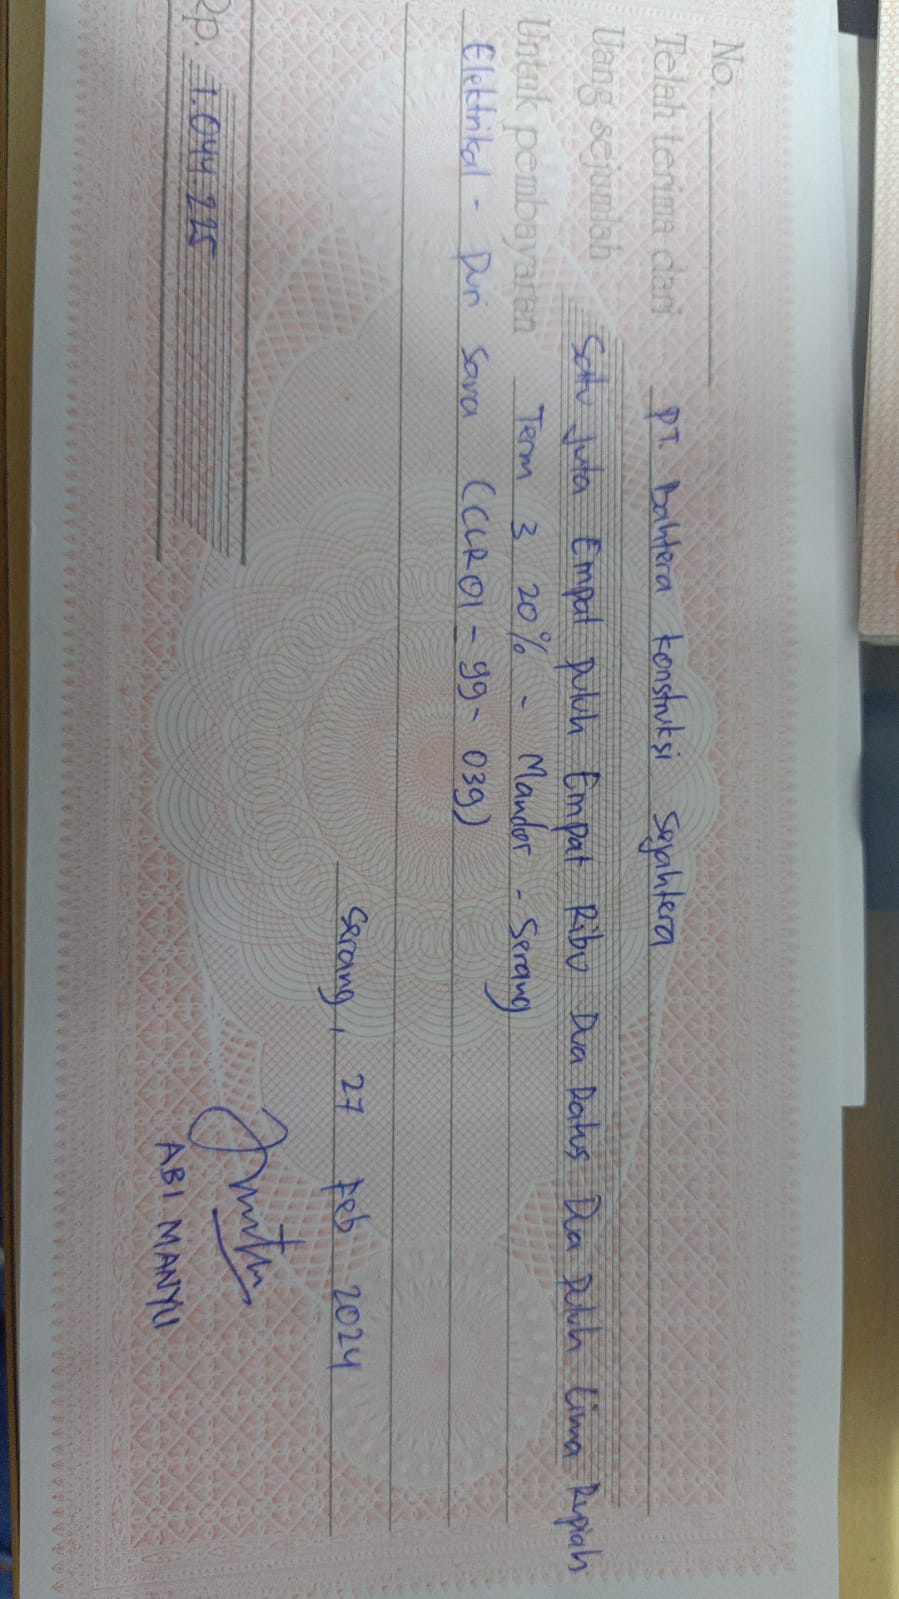 No.
Telah terima dari PT. Bahtera konstruksi Sejahtera
Uang sejumlah Satu Juta Empat puluh Empat Ribu Dua Ratus Dua Puluh Lima Rupiah
Untuk pembayaran Term 3 20% - Mandor - Serang
Elektrikal - Puri Sara (CCLR01-99-039)
Serang, 27 Feb 2024
Rp. 1.044.225
ABI MANYU